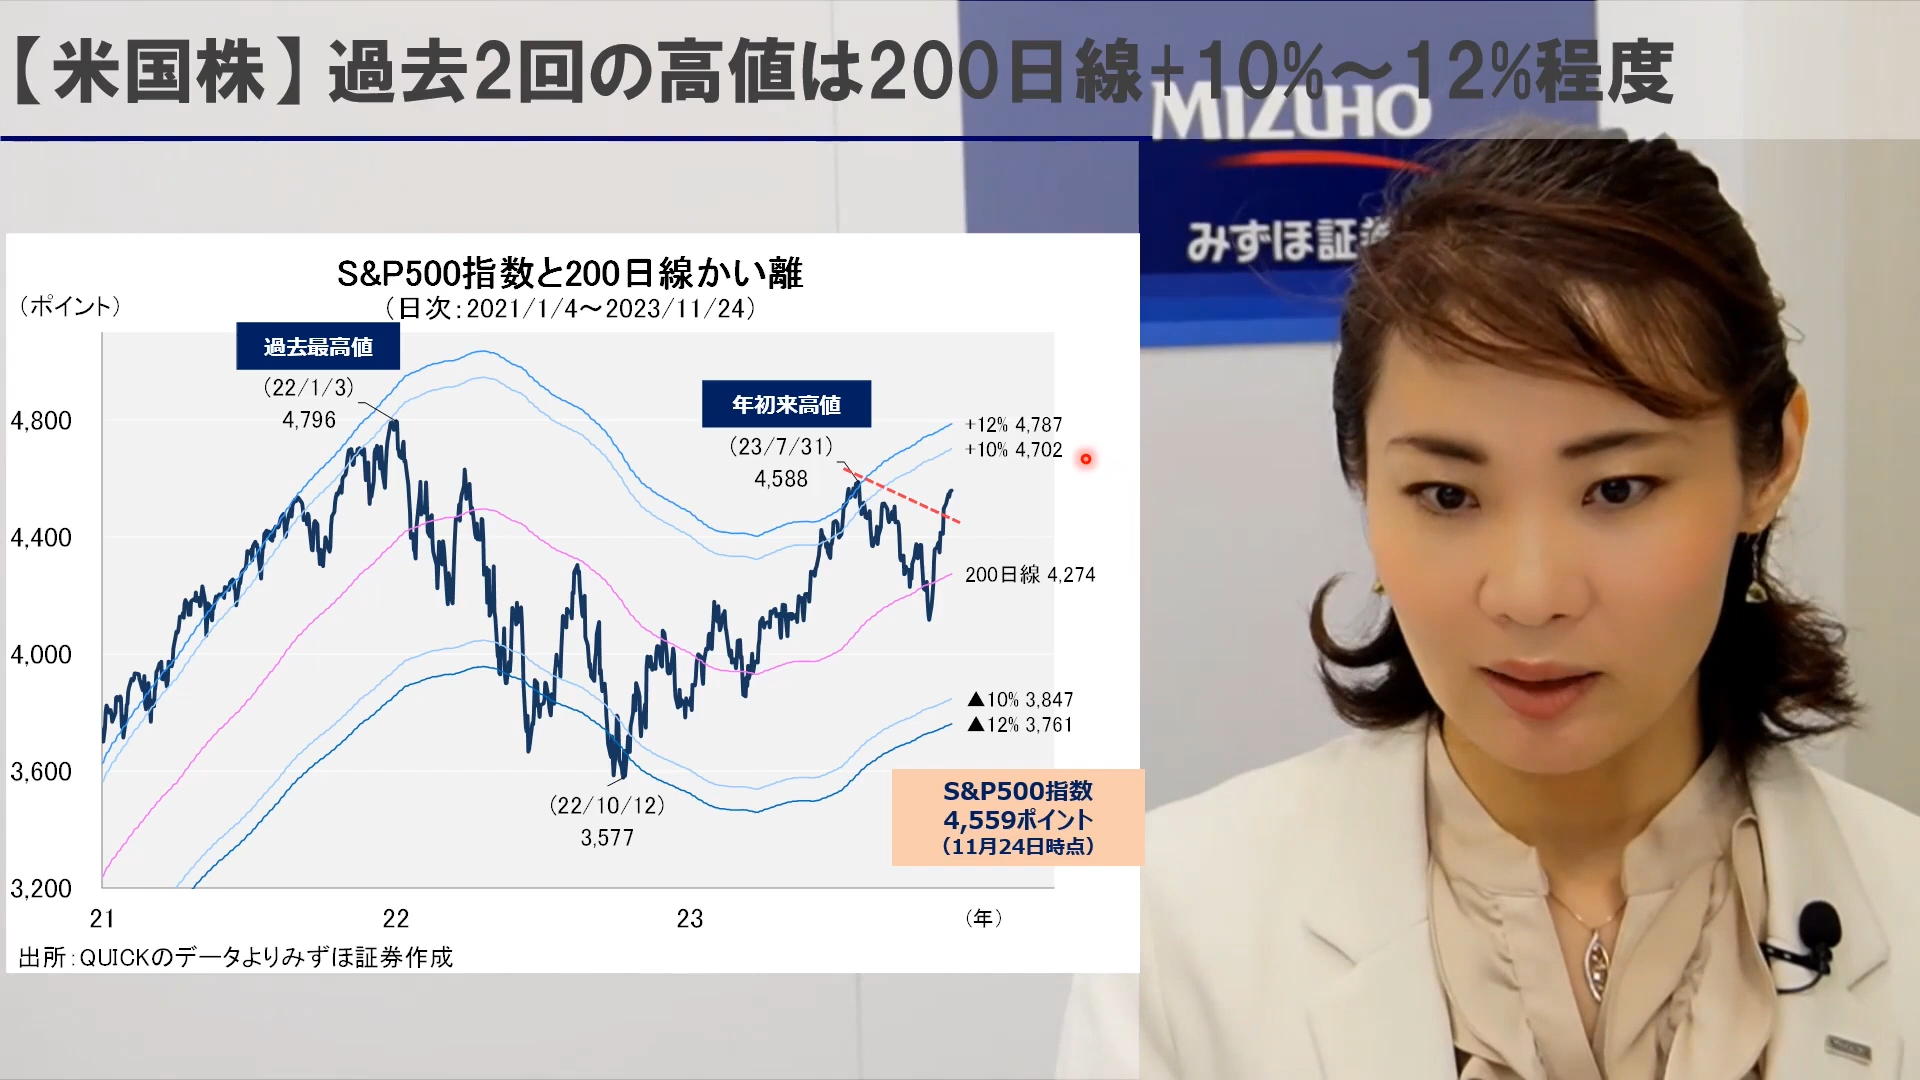 【米国株】過去2回の高値は200日線+10%～12%程度
MIZUHO
みずほ証券
S&P500指数と200日線かい離
（日次：2021/1/4～2023/11/24）
（ポイント）
過去最高値
（22/1/3）
4,796
年初来高値
（23/7/31）
4,588
4,800
4,400
4,000
3,600
3,200
+12% 4,787
+10% 4,702
200日線 4,274
▲10% 3,847
▲12% 3,761
（22/10/12）
3,577
S&P500指数
4,559ポイント
（11月24日時点）
21
22
23
（年）
出所：QUICKのデータよりみずほ証券作成